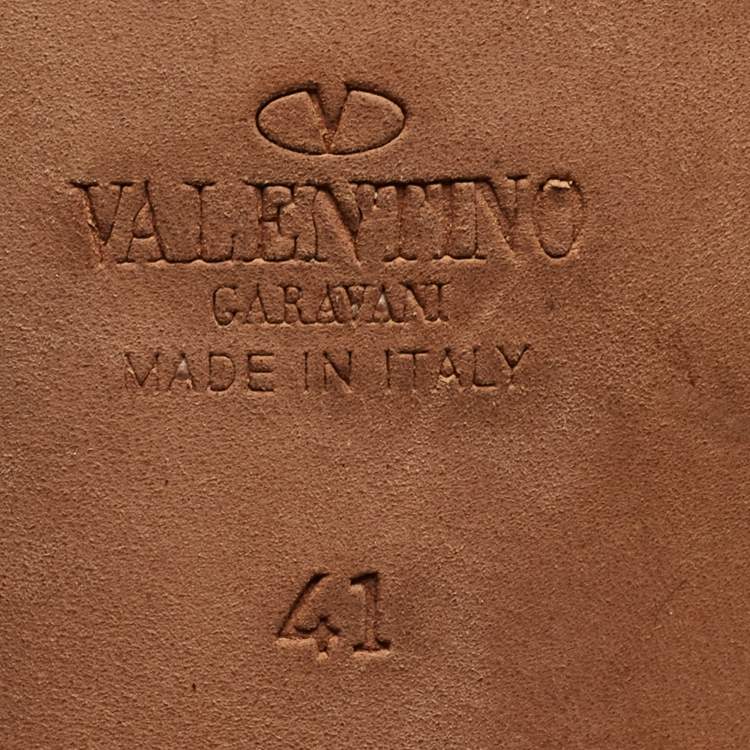 VALENTINO
GARAVANI
MADE IN ITALY
41